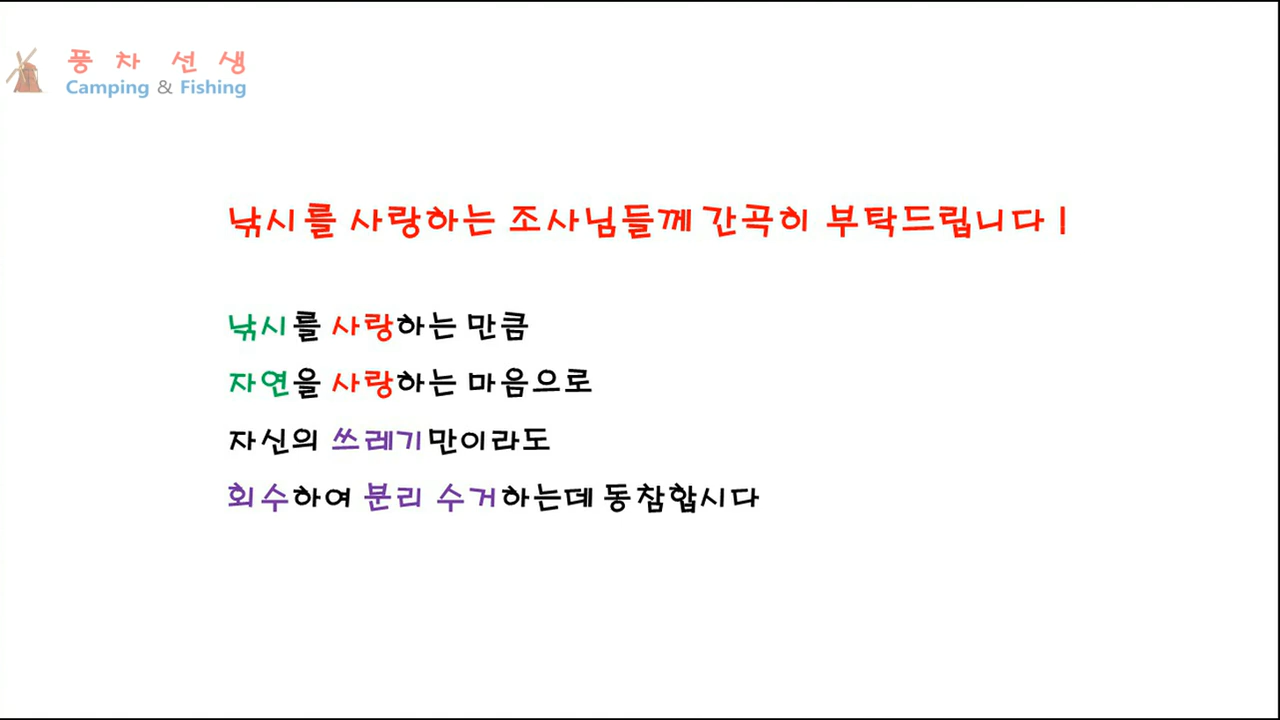 풍차 선생
Camping & Fishing
낚시를 사랑하는 조사님들께 간곡히 부탁드립니다 !
낚시를 사랑하는 만큼
자연을 사랑하는 마음으로
자신의 쓰레기만이라도
회수하여 분리 수거하는데 동참합시다